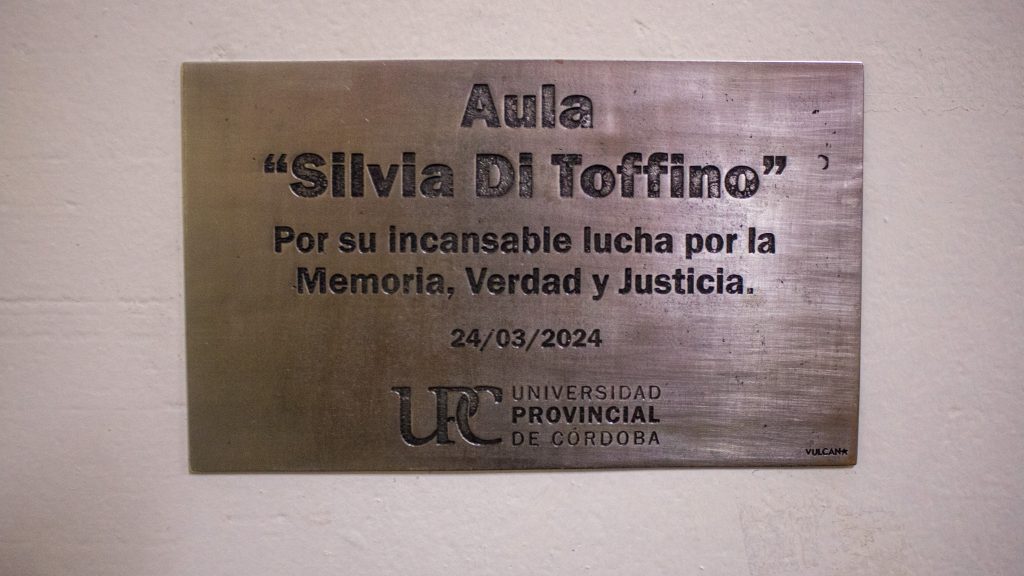 Aula
“Silvia Di Toffino”
Por su incansable lucha por la
Memoria, Verdad y Justicia.
24/03/2024
UPC
UNIVERSIDAD
PROVINCIAL
DE CÓRDOBA
VULCANO